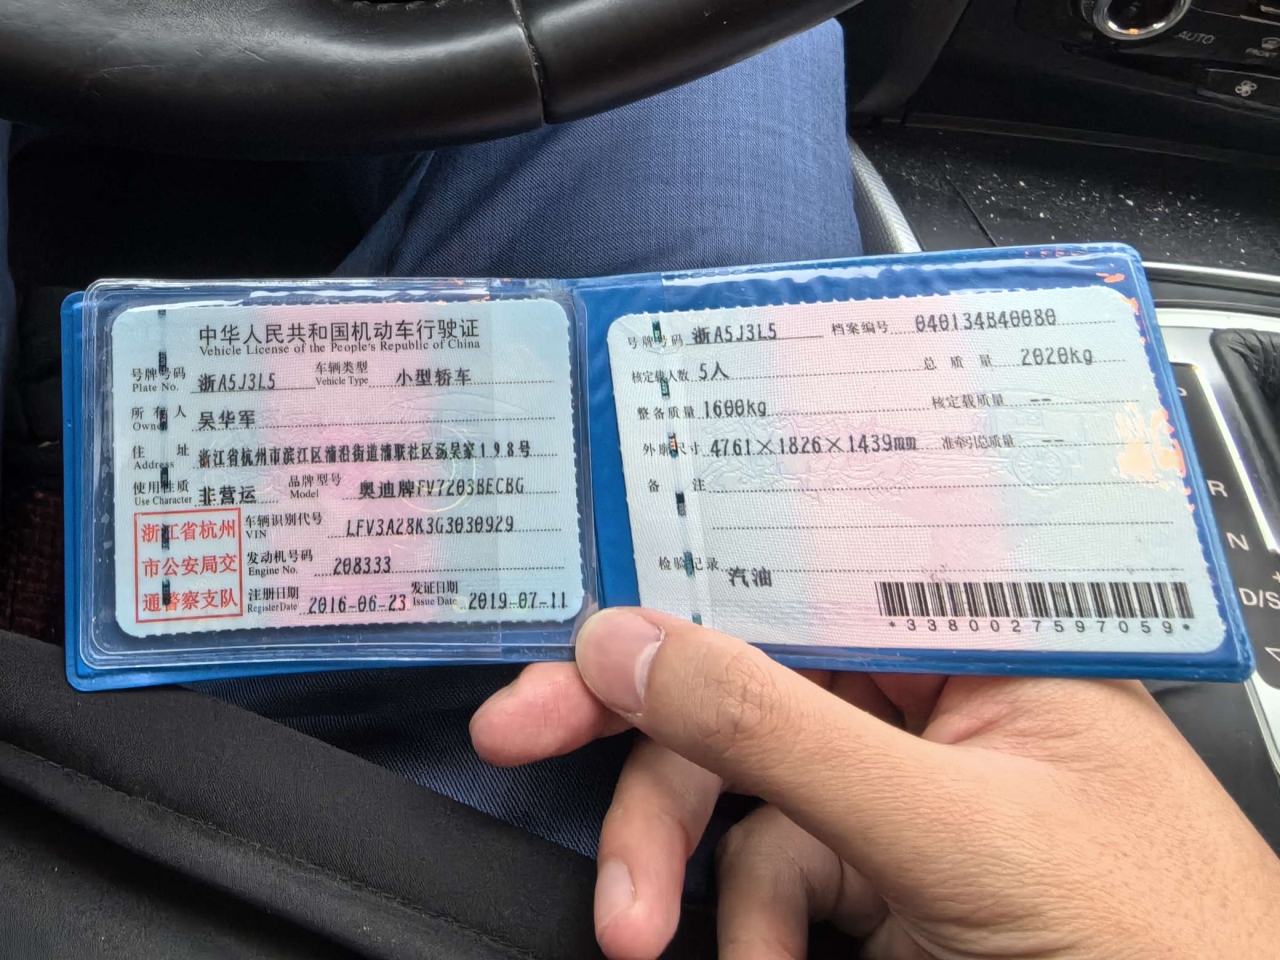 中华人民共和国机动车行驶证
Vehicle License of the People's Republic of China
号牌号码 浙A5J3L5 车辆类型 小型轿车
Plate No. Vehicle Type
所有人 吴华军
Owner
住址 浙江省杭州市滨江区浦沿街道浦联社区汤吴家198号
Address
使用性质 非营运 品牌型号 奥迪牌FV7203BECBG
Use Character Model
浙江省杭州
市公安局交
通警察支队
车辆识别代号 LFV3A28K3G3030929
VIN
发动机号码 208333
Engine No.
注册日期 2016-06-23 发证日期 2019-07-11
Register Date Issue Date
号牌号码 浙A5J3L5 档案编号 040134840080
核定载人数 5人 总质量 2020kg
整备质量 1600kg 核定载质量 --
外廓尺寸 4761×1826×1439mm 准牵引总质量 --
备注
检验记录 汽油
*3380027597059*
AUTO
R
N
D/S